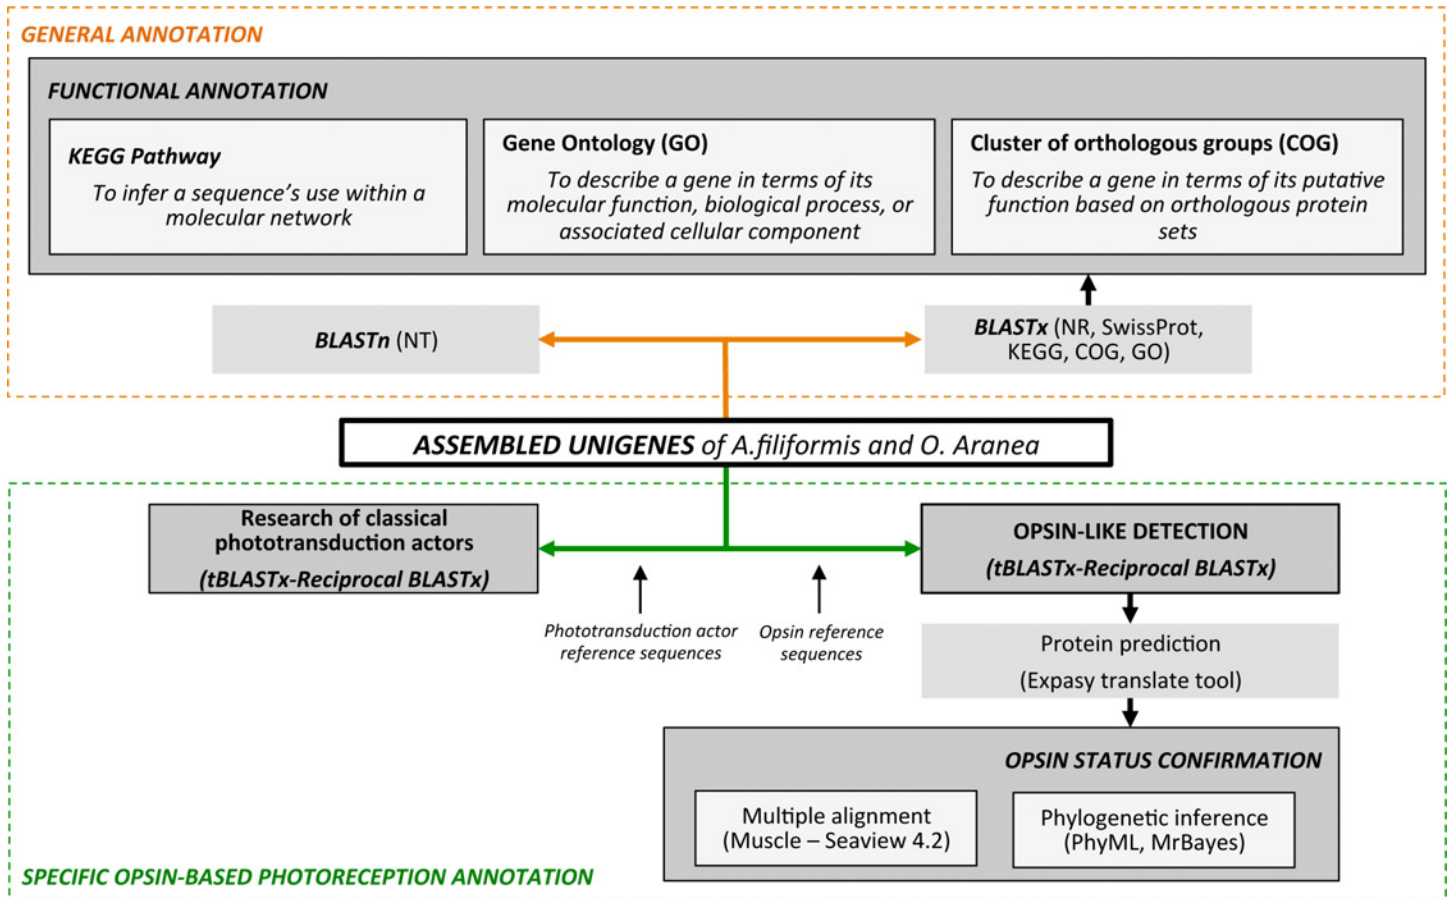 GENERAL ANNOTATION
FUNCTIONAL ANNOTATION
KEGG Pathway
To infer a sequence's use within a
molecular network
Gene Ontology (GO)
To describe a gene in terms of its
molecular function, biological process, or
associated cellular component
Cluster of orthologous groups (COG)
To describe a gene in terms of its putative
function based on orthologous protein
sets
BLASTn (NT)
BLASTx (NR, SwissProt,
KEGG, COG, GO)
ASSEMBLED UNIGENES of A.filiformis and O. Aranea
Research of classical
phototransduction actors
(tBLASTx-Reciprocal BLASTx)
OPSIN-LIKE DETECTION
(tBLASTx-Reciprocal BLASTx)
Phototransduction actor
reference sequences
Opsin reference
sequences
Protein prediction
(Expasy translate tool)
OPSIN STATUS CONFIRMATION
Multiple alignment
(Muscle – Seaview 4.2)
Phylogenetic inference
(PhyML, MrBayes)
SPECIFIC OPSIN-BASED PHOTORECEPTION ANNOTATION